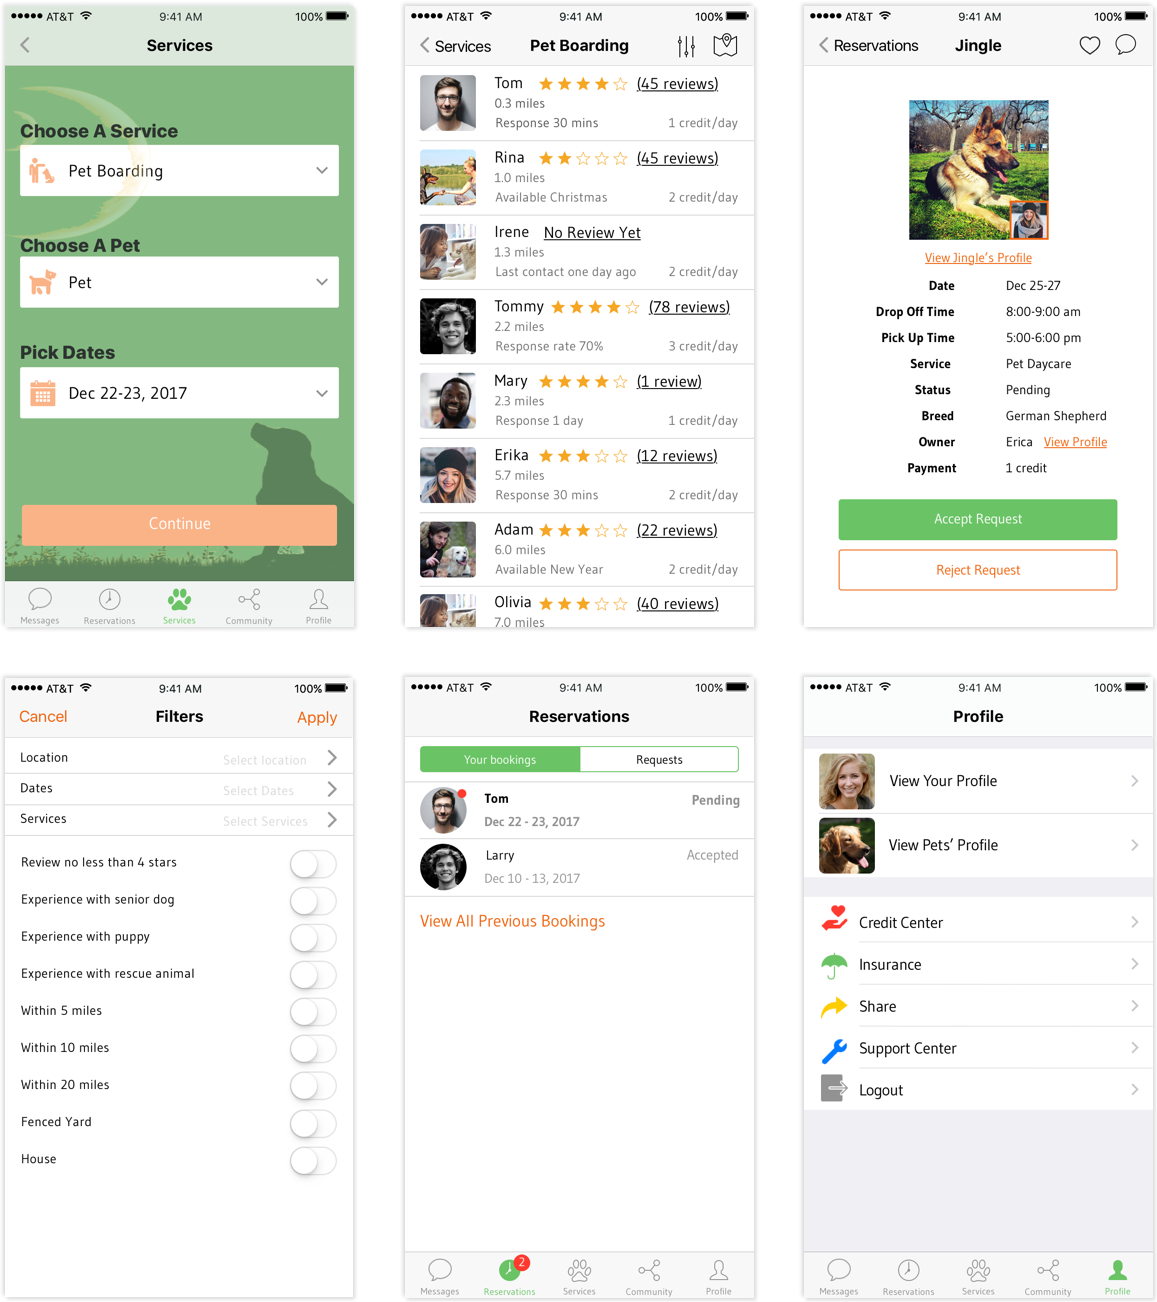 AT&T 9:41 AM 100%
Services
Choose A Service
Pet Boarding
Choose A Pet
Pet
Pick Dates
Dec 22-23, 2017
Continue
Messages Reservations Services Community Profile
AT&T 9:41 AM 100%
Services Pet Boarding
Tom (45 reviews)
0.3 miles
Response 30 mins 1 credit/day
Rina (45 reviews)
1.0 miles
Available Christmas 2 credit/day
Irene No Review Yet
1.3 miles
Last contact one day ago 2 credit/day
Tommy (78 reviews)
2.2 miles
Response rate 70% 3 credit/day
Mary (1 review)
2.3 miles
Response 1 day 1 credit/day
Erika (12 reviews)
5.7 miles
Response 30 mins 2 credit/day
Adam (22 reviews)
6.0 miles
Available New Year 2 credit/day
Olivia (40 reviews)
7.0 miles
AT&T 9:41 AM 100%
Reservations Jingle
View Jingle's Profile
Date Dec 25-27
Drop Off Time 8:00-9:00 am
Pick Up Time 5:00-6:00 pm
Service Pet Daycare
Status Pending
Breed German Shepherd
Owner Erica View Profile
Payment 1 credit
Accept Request
Reject Request
AT&T 9:41 AM 100%
Cancel Filters Apply
Location Select location
Dates Select Dates
Services Select Services
Review no less than 4 stars
Experience with senior dog
Experience with puppy
Experience with rescue animal
Within 5 miles
Within 10 miles
Within 20 miles
Fenced Yard
House
AT&T 9:41 AM 100%
Reservations
Your bookings Requests
Tom Pending
Dec 22 - 23, 2017
Larry Accepted
Dec 10 - 13, 2017
View All Previous Bookings
2
Messages Reservations Services Community Profile
AT&T 9:41 AM 100%
Profile
View Your Profile
View Pets' Profile
Credit Center
Insurance
Share
Support Center
Logout
Messages Reservations Services Community Profile